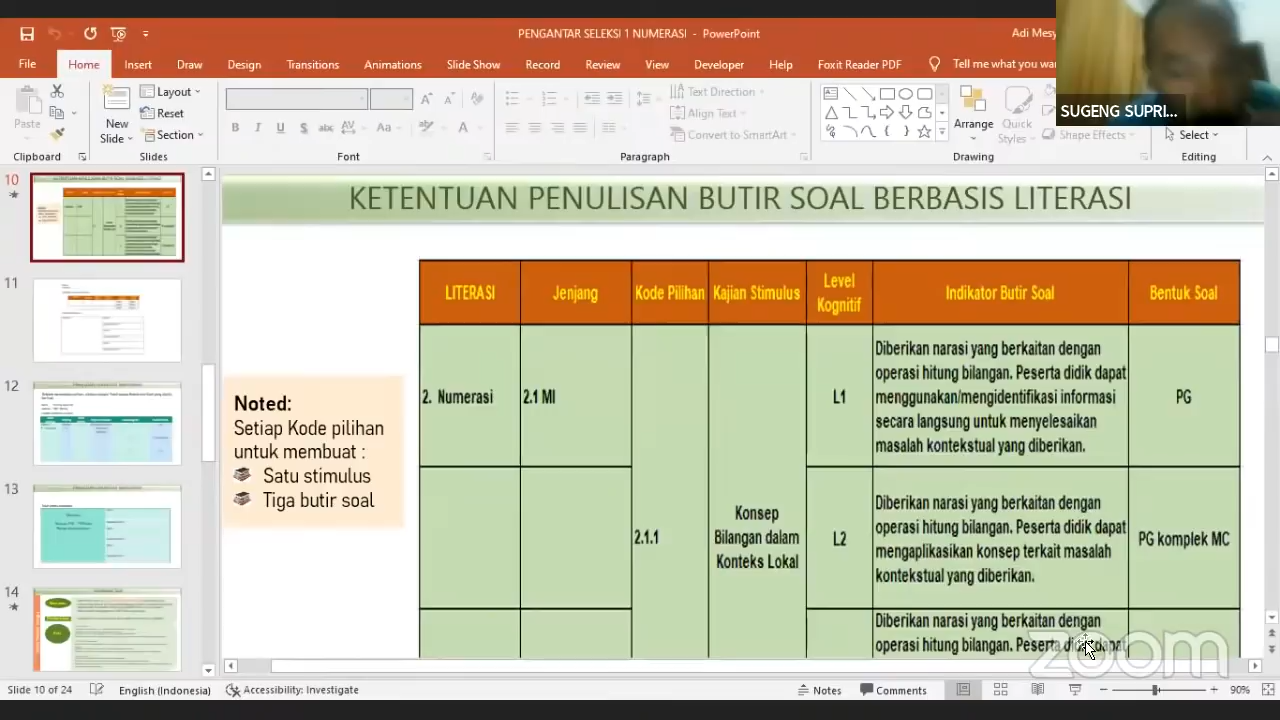 PENGANTAR SELEKSI 1 NUMERASI - PowerPoint
Adi Mesy
File Home Insert Draw Design Transitions Animations Slide Show Record Review View Developer Help Foxit Reader PDF Tell me what you wan
SUGENG SUPRI...
Paste
New Slide
Layout
Reset
Section
Text Direction
Align Text
Convert to SmartArt
Arrange
Quick Styles
Shape Effects
Select
Clipboard Slides Font Paragraph Drawing Editing
10
11
12
13
14
KETENTUAN PENULISAN BUTIR SOAL BERBASIS LITERASI
Noted:
Setiap Kode pilihan
untuk membuat :
Satu stimulus
Tiga butir soal
LITERASI Jenjang Kode Pilihan Kajian Stimulus Level Kognitif Indikator Butir Soal Bentuk Soal
2. Numerasi 2.1 MI
2.1.1
Konsep
Bilangan dalam
Konteks Lokal
L1
Diberikan narasi yang berkaitan dengan
operasi hitung bilangan. Peserta didik dapat
menggunakan/mengidentifikasi informasi
secara langsung untuk menyelesaikan
masalah kontekstual yang diberikan.
PG
L2
Diberikan narasi yang berkaitan dengan
operasi hitung bilangan. Peserta didik dapat
mengaplikasikan konsep terkait masalah
kontekstual yang diberikan.
PG komplek MC
Diberikan narasi yang berkaitan dengan
operasi hitung bilangan. Peserta didik dapat
zoom
Slide 10 of 24 English (Indonesia) Accessibility: Investigate Notes Comments 90%